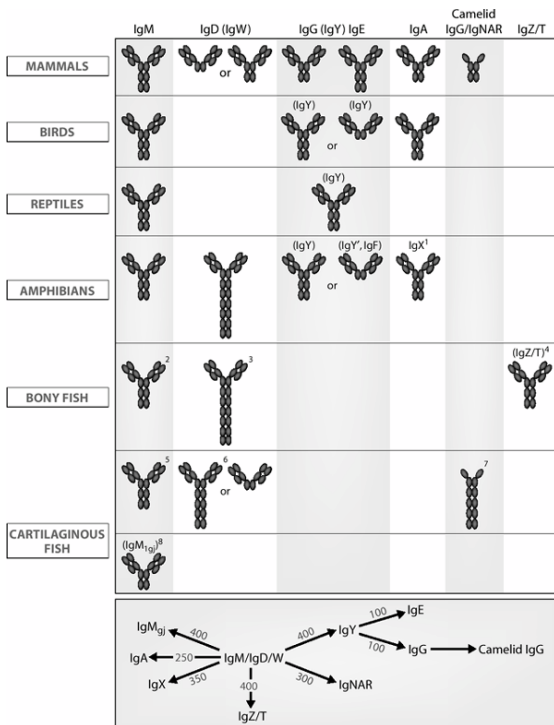 IgM IgD (IgW) IgG (IgY) IgE IgA Camelid IgG/IgNAR IgZ/T
MAMMALS
or
BIRDS
(IgY) (IgY)
or
REPTILES
(IgY)
AMPHIBIANS
(IgY) (IgY', IgF) IgX¹
or
BONY FISH
2 3 (IgZ/T)⁴
5 6 7
or
CARTILAGINOUS
FISH
(IgM₁gj)⁸
IgMgj 400 400 IgY 100 IgE
IgA 250 IgM/IgD/W 100 IgG Camelid IgG
IgX 350 400 300 IgNAR
IgZ/T